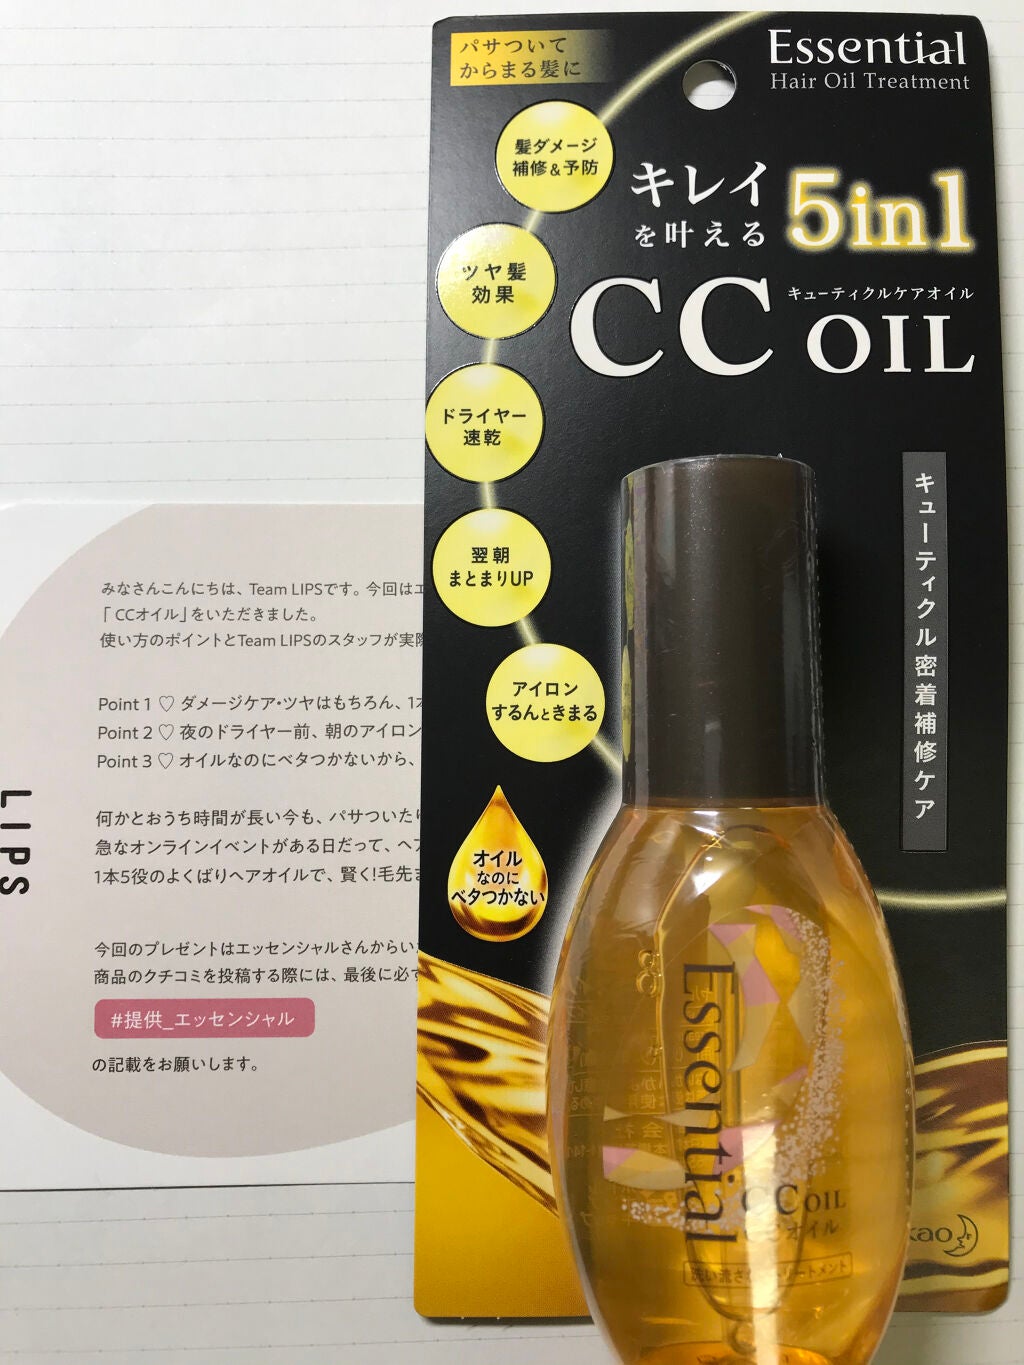 パサついて
からまる髪に
Essential
Hair Oil Treatment
髪ダメージ
補修&予防
キレイ
を叶える
5in1
ツヤ髪
効果
キューティクルケアオイル
CC OIL
ドライヤー
速乾
翌朝
まとまりUP
アイロン
するんときまる
オイル
なのに
ベタつかない
キューティクル密着補修ケア
Essential
CC OIL
CCオイル
洗い流さ
トリートメント
kao
LIPS
みなさんこんにちは、Team LIPSです。今回はエ
「 CCオイル」をいただきました。
使い方のポイントとTeam LIPSのスタッフが実際
Point 1 ♡ ダメージケア・ツヤはもちろん、1本
Point 2 ♡ 夜のドライヤー前、朝のアイロン
Point 3 ♡ オイルなのにベタつかないから、
何かとおうち時間が長い今も、パサついたり
急なオンラインイベントがある日だって、ヘア
1本5役のよくばりヘアオイルで、賢く!毛先ま
今回のプレゼントはエッセンシャルさんからい
商品のクチコミを投稿する際には、最後に必ず
#提供_エッセンシャル
の記載をお願いします。